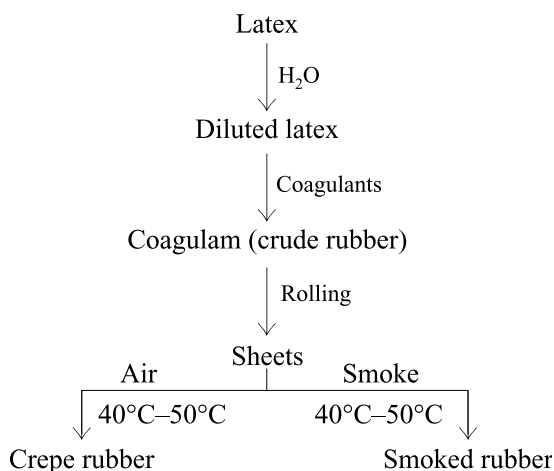 Latex
H₂O
Diluted latex
Coagulants
Coagulam (crude rubber)
Rolling
Sheets
Air Smoke
40°C–50°C 40°C–50°C
Crepe rubber Smoked rubber